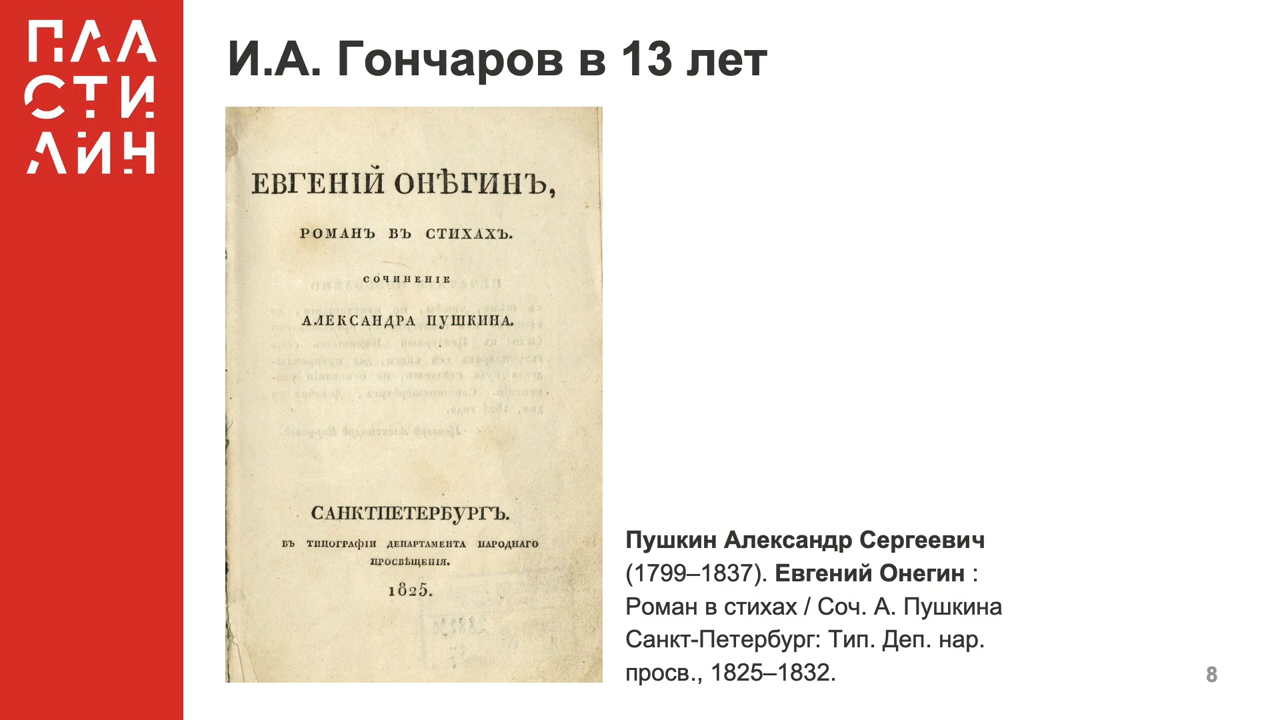 ПЛА
СТИ
ЛИН
И.А. Гончаров в 13 лет
ЕВГЕНІЙ ОНѢГИНЪ,
РОМАНЪ ВЪ СТИХАХЪ.
СОЧИНЕНІЕ
АЛЕКСАНДРА ПУШКИНА.
САНКТПЕТЕРБУРГЪ.
ВЪ ТИПОГРАФІИ ДЕПАРТАМЕНТА НАРОДНАГО
ПРОСВѢЩЕНІЯ.
1825.
Пушкин Александр Сергеевич
(1799–1837). Евгений Онегин :
Роман в стихах / Соч. А. Пушкина
Санкт-Петербург: Тип. Деп. нар.
просв., 1825–1832.
8